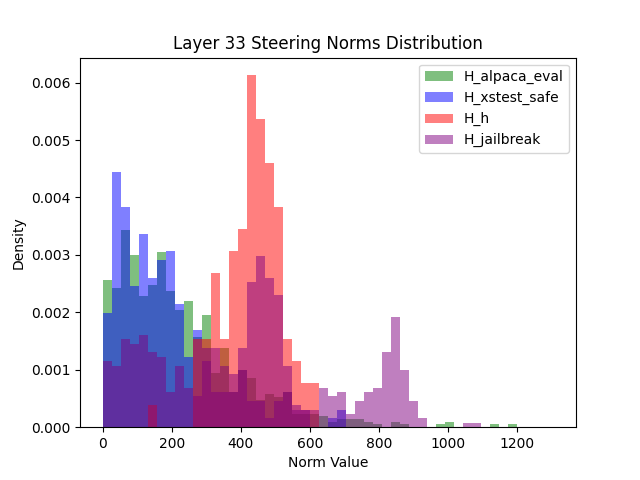 Layer 33 Steering Norms Distribution
H_alpaca_eval
H_xstest_safe
H_h
H_jailbreak
0.006
0.005
0.004
0.003
0.002
0.001
0.000
Density
0 200 400 600 800 1000 1200
Norm Value